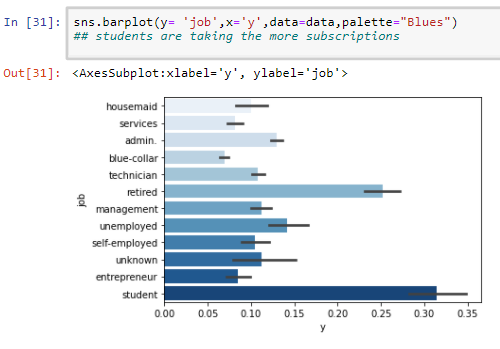 In [31]: sns.barplot(y= 'job',x='y',data=data,palette="Blues")
## students are taking the more subscriptions
Out[31]: <AxesSubplot:xlabel='y', ylabel='job'>
housemaid
services
admin.
blue-collar
technician
retired
management
unemployed
self-employed
unknown
entrepreneur
student
job
0.00 0.05 0.10 0.15 0.20 0.25 0.30 0.35
y